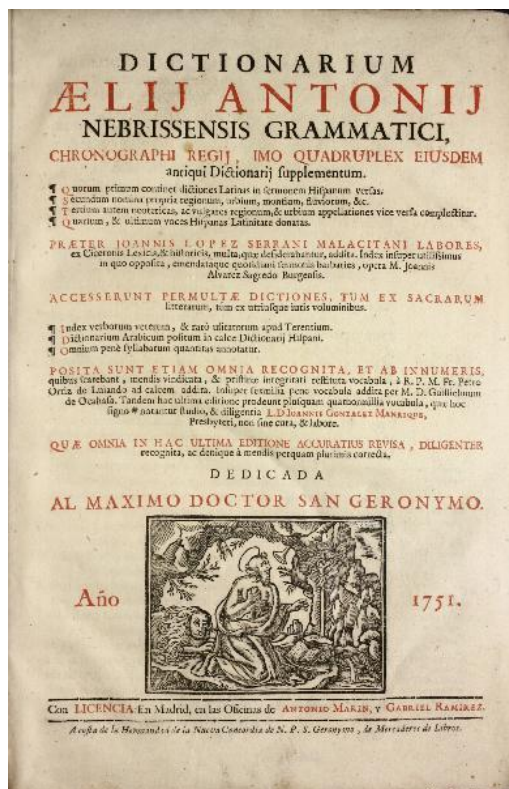 DICTIONARIUM
ÆLIJ ANTONIJ
NEBRISSENSIS GRAMMATICI,
CHRONOGRAPHI REGIJ, IMO QUADRUPLEX EIUSDEM
antiqui Dictionarij supplementum.
¶ Quorum primum continet dictiones Latinas in sermonem Hispanum versas.
¶ Secundum nomina propria regionum, urbium, montium, fluviorum, &c.
¶ Tertium autem neotericas, ac vulgares regionum, & urbium appellationes vice versa complectitur.
¶ Quartum, & ultimum voces Hispanas Latinitate donatas.
PRÆTER JOANNIS LOPEZ SERRANI MALACITANI LABORES,
ex Ciceronis Lexicis, & historicis, multa, quæ desiderabantur, addita. Index insuper utilissimus
in quo opposita, emendataque quotidiani sermonis barbaries, opera M. Joannis
Alvarez Sagredo Burgensis.
ACCESSERUNT PERMULTÆ DICTIONES, TUM EX SACRARUM
litterarum, tum ex utriusque iuris voluminibus.
¶ Index verborum veterum, & raró usitatorum apud Terentium.
¶ Dictionarium Arabicum positum in calce Dictionarij Hispani.
¶ Omnium penè syllabarum quantitas annotatur.
POSITA SUNT ETIAM OMNIA RECOGNITA, ET AB INNUMERIS,
quibus scatebant, mendis vindicata, & pristinæ integritati restituta vocabula, à R. P. M. Fr. Petro
Ortiz de Luiando ad calcem addita. Insuper sexmilia penè vocabula addita per M. D. Guillielmum
de Ocahasa. Tandem hac ultima editione prodeunt plusquam quatuormillia vocabula, quæ hoc
signo # notantur studio, & diligentia L. D. JOANNIS GONZALEZ MANRIQUE,
Presbyteri, non sine cura, & labore.
QUÆ OMNIA IN HAC ULTIMA EDITIONE ACCURATIUS REVISA, DILIGENTER
recognita, ac denique à mendis perquam plurimis correcta.
DEDICADA
AL MAXIMO DOCTOR SAN GERONYMO.
Año 1751.
Con LICENCIA: En Madrid, en las Oficinas de ANTONIO MARIN, y GABRIEL RAMIREZ.
A costa de la Hermandad de la Nueva Concordia de N. P. S. Geronymo, de Mercaderes de Libros.